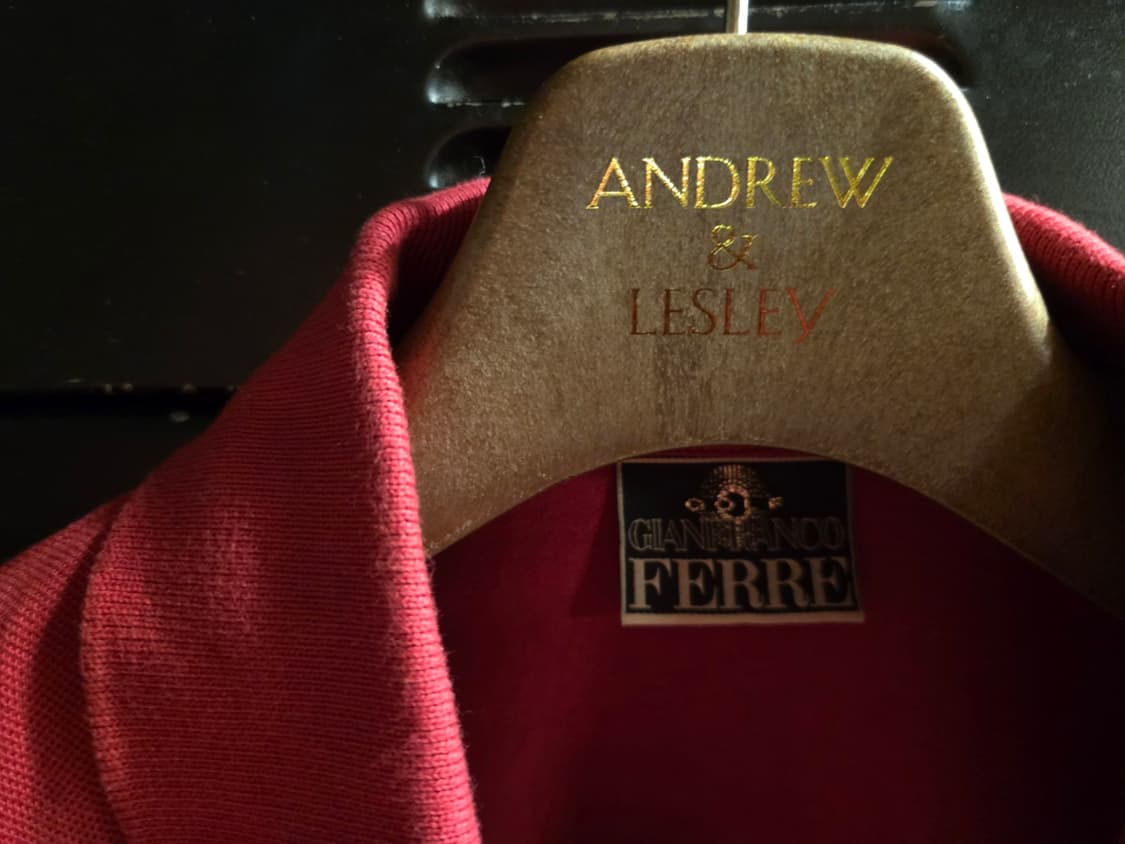 ANDREW
&
LESLEY
GIANFRANCO
FERRE